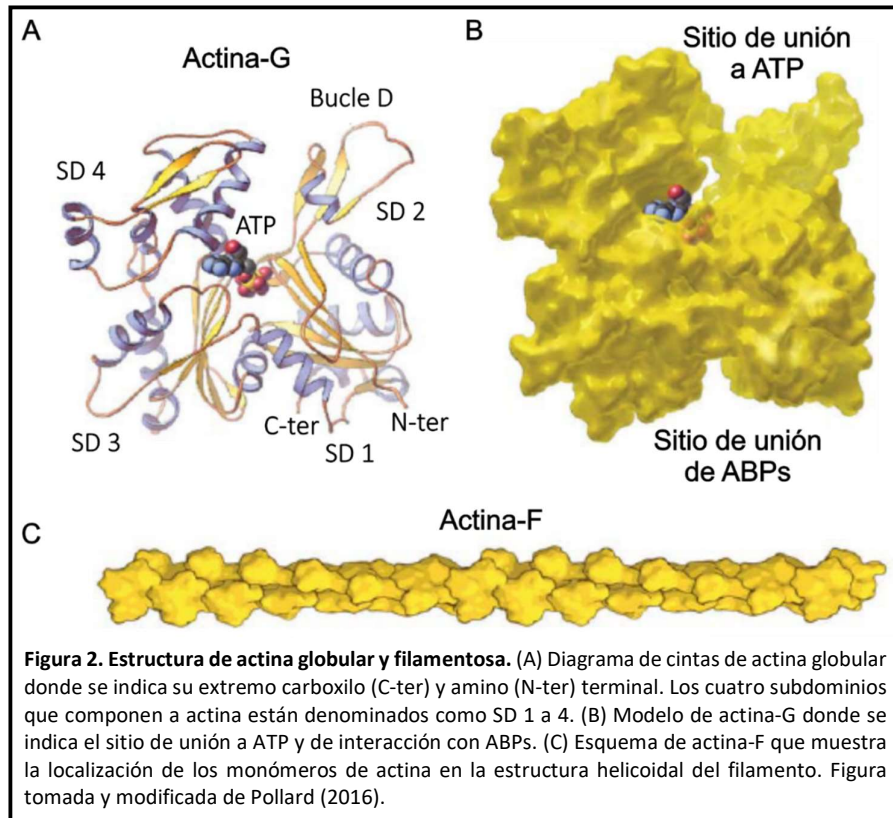 A
Actina-G
Bucle D
SD 4
ATP
SD 2
SD 3
C-ter
SD 1
N-ter
B
Sitio de unión
a ATP
Sitio de unión
de ABPs
C
Actina-F
Figura 2. Estructura de actina globular y filamentosa. (A) Diagrama de cintas de actina globular
donde se indica su extremo carboxilo (C-ter) y amino (N-ter) terminal. Los cuatro subdominios
que componen a actina están denominados como SD 1 a 4. (B) Modelo de actina-G donde se
indica el sitio de unión a ATP y de interacción con ABPs. (C) Esquema de actina-F que muestra
la localización de los monómeros de actina en la estructura helicoidal del filamento. Figura
tomada y modificada de Pollard (2016).